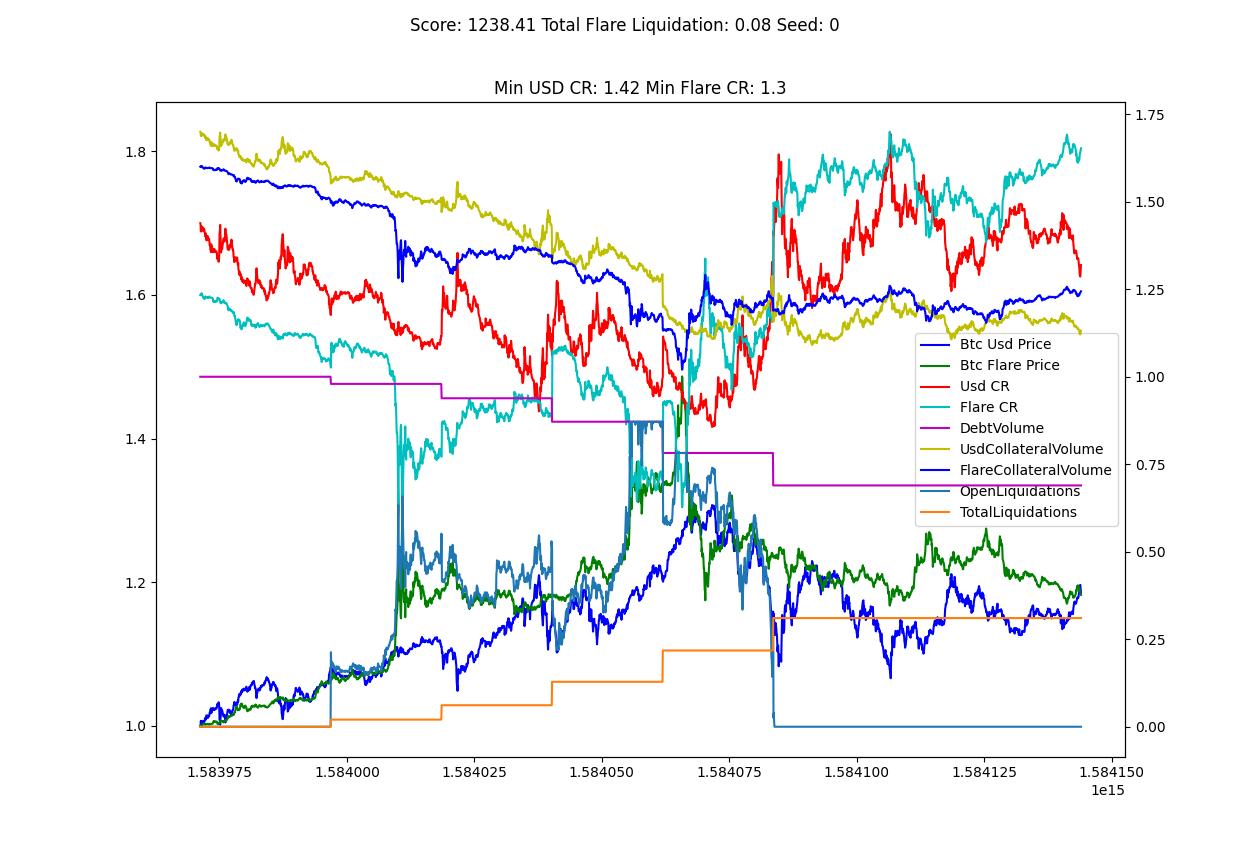 Score: 1238.41 Total Flare Liquidation: 0.08 Seed: 0
Min USD CR: 1.42 Min Flare CR: 1.3
1.8
1.6
1.4
1.2
1.0
1.75
1.50
1.25
1.00
0.75
0.50
0.25
0.00
Btc Usd Price
Btc Flare Price
Usd CR
Flare CR
DebtVolume
UsdCollateralVolume
FlareCollateralVolume
OpenLiquidations
TotalLiquidations
1.583975 1.584000 1.584025 1.584050 1.584075 1.584100 1.584125 1.584150
1e15